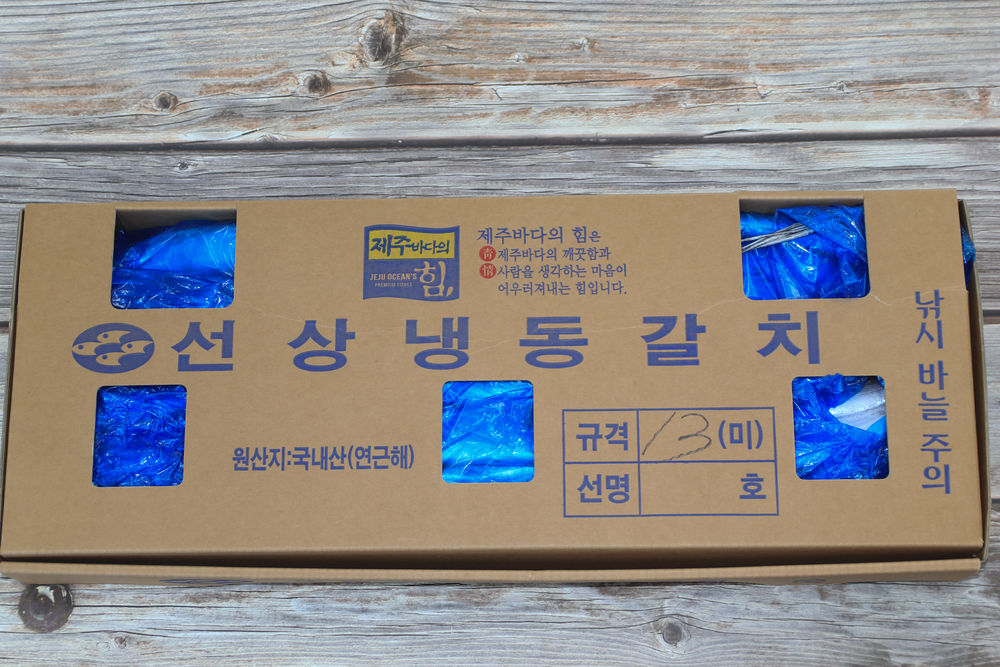 제주바다의
JEJU OCEAN'S
PREMIUM FISHES
힘,
제주바다의 힘은
靑 제주바다의 깨끗함과
情 사람을 생각하는 마음이
어우러져내는 힘입니다.
선상냉동갈치
원산지:국내산(연근해)
규격 13 (미)
선명 호
낚시 바늘 주의